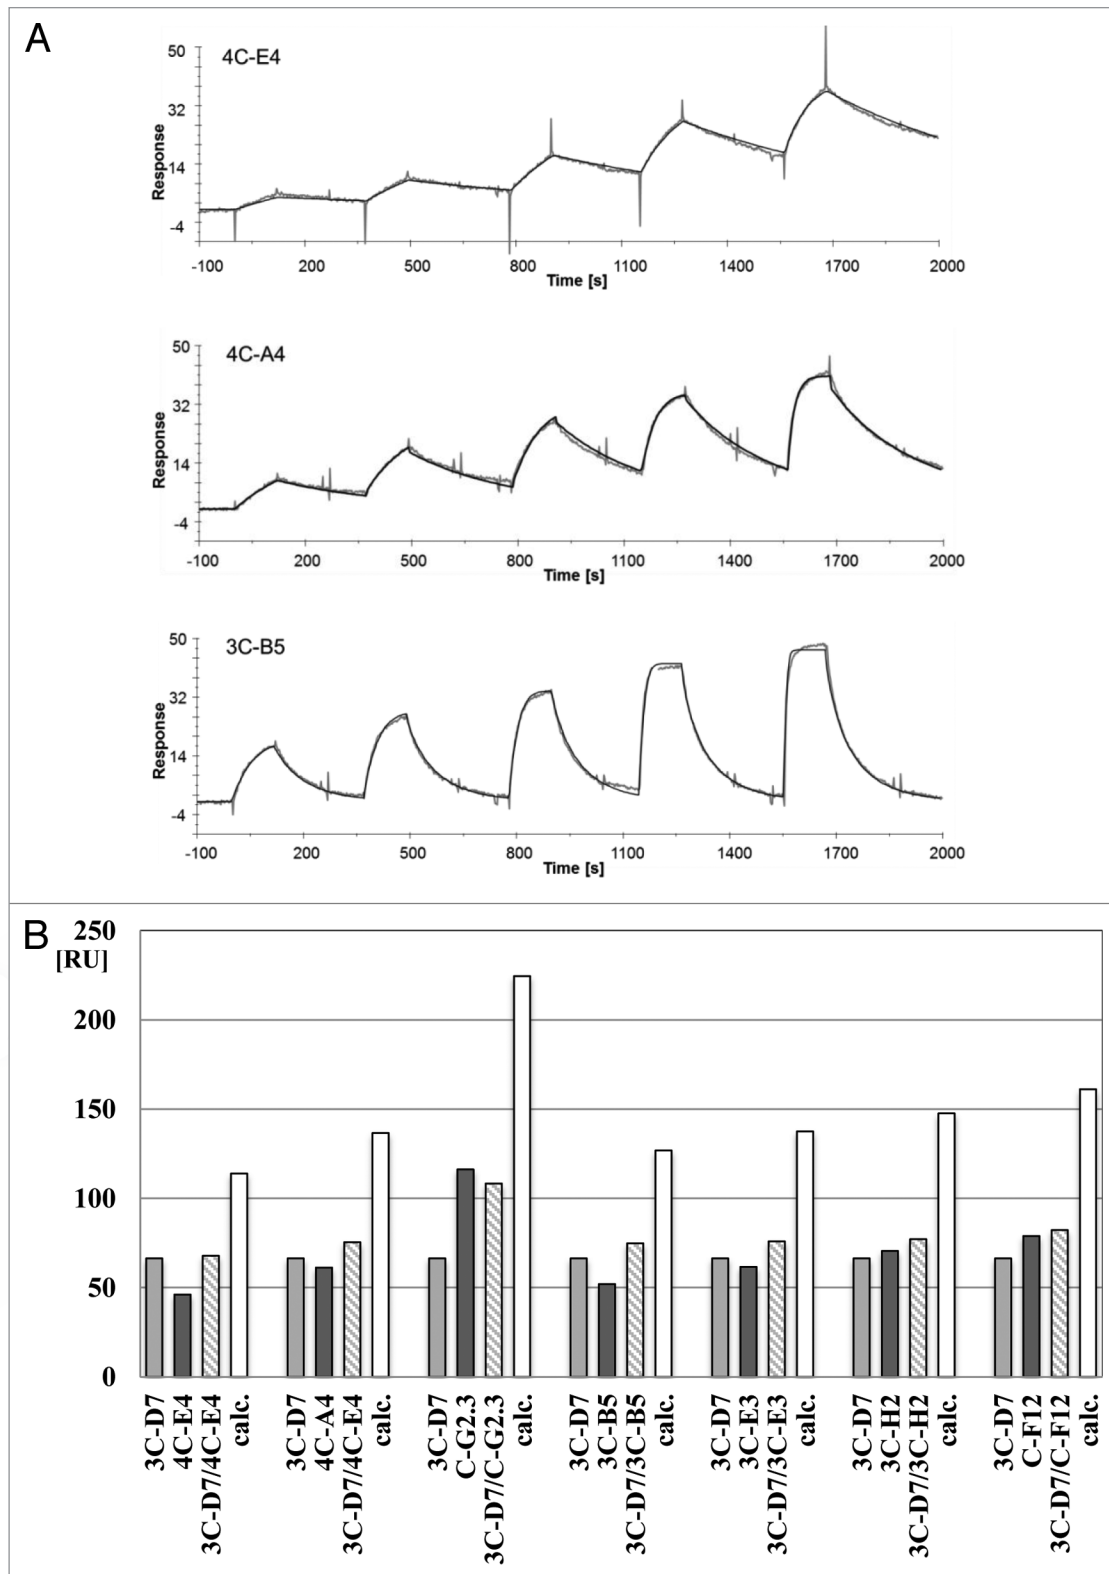 A
4C-E4
50
32
14
-4
Response
-100 200 500 800 1100 1400 1700 2000
Time [s]
4C-A4
50
32
14
-4
Response
-100 200 500 800 1100 1400 1700 2000
Time [s]
3C-B5
50
32
14
-4
Response
-100 200 500 800 1100 1400 1700 2000
Time [s]
B
250
[RU]
200
150
100
50
0
3C-D7
4C-E4
3C-D7/4C-E4
calc.
3C-D7
4C-A4
3C-D7/4C-E4
calc.
3C-D7
C-G2.3
3C-D7/C-G2.3
calc.
3C-D7
3C-B5
3C-D7/3C-B5
calc.
3C-D7
3C-E3
3C-D7/3C-E3
calc.
3C-D7
3C-H2
3C-D7/3C-H2
calc.
3C-D7
C-F12
3C-D7/C-F12
calc.